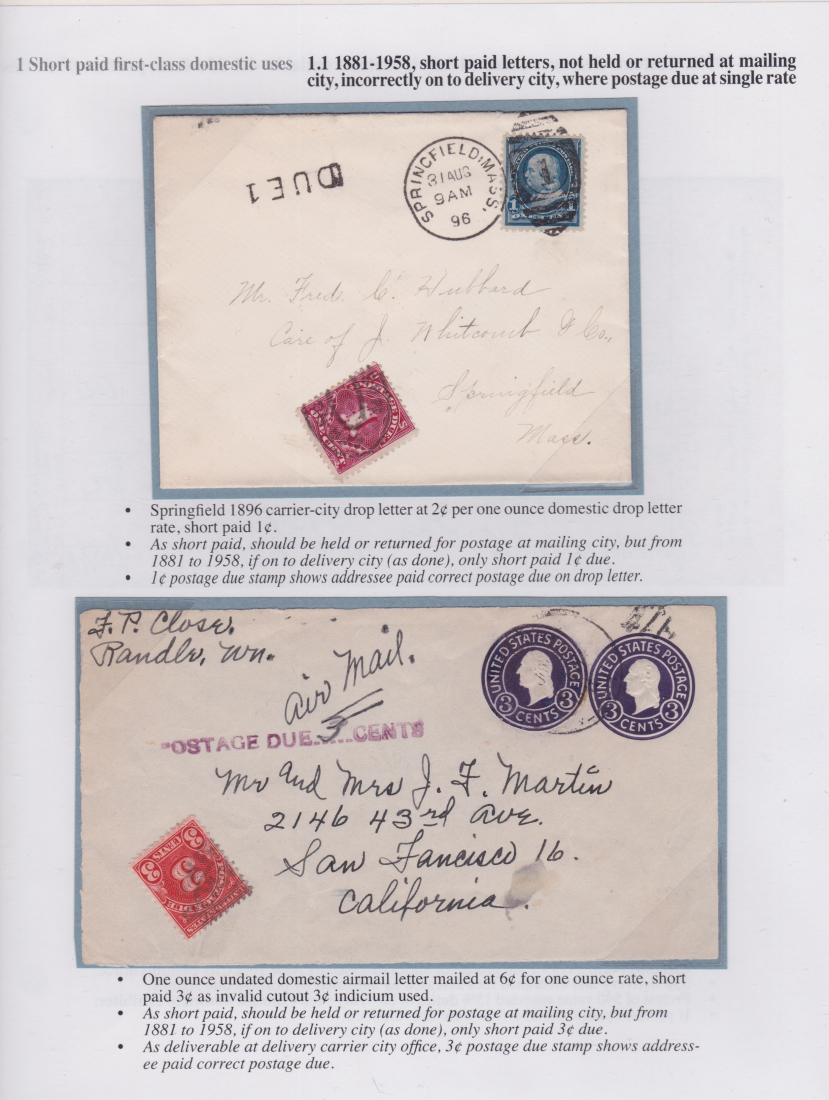 1 Short paid first-class domestic uses 1.1 1881-1958, short paid letters, not held or returned at mailing
city, incorrectly on to delivery city, where postage due at single rate
DUE 1
SPRINGFIELD, MASS.
31 AUG
9 AM
96
1
Mr. Fred. C. Hubbard
Care of J. Whitcomb & Co.,
Springfield
Mass.
POSTAGE DUE
• Springfield 1896 carrier-city drop letter at 2¢ per one ounce domestic drop letter
rate, short paid 1¢.
• As short paid, should be held or returned for postage at mailing city, but from
1881 to 1958, if on to delivery city (as done), only short paid 1¢ due.
• 1¢ postage due stamp shows addressee paid correct postage due on drop letter.
F. P. Close.
Randle, Wn.
Air Mail.
UNITED STATES POSTAGE
3 CENTS 3
UNITED STATES POSTAGE
3 CENTS 3
POSTAGE DUE 3 CENTS
Mr and Mrs J. F. Martin
2146 43rd Ave.
San Fancisco 16.
California.
3 CENTS 3
3
POSTAGE DUE
• One ounce undated domestic airmail letter mailed at 6¢ for one ounce rate, short
paid 3¢ as invalid cutout 3¢ indicium used.
• As short paid, should be held or returned for postage at mailing city, but from
1881 to 1958, if on to delivery city (as done), only short paid 3¢ due.
• As deliverable at delivery carrier city office, 3¢ postage due stamp shows address-
ee paid correct postage due.